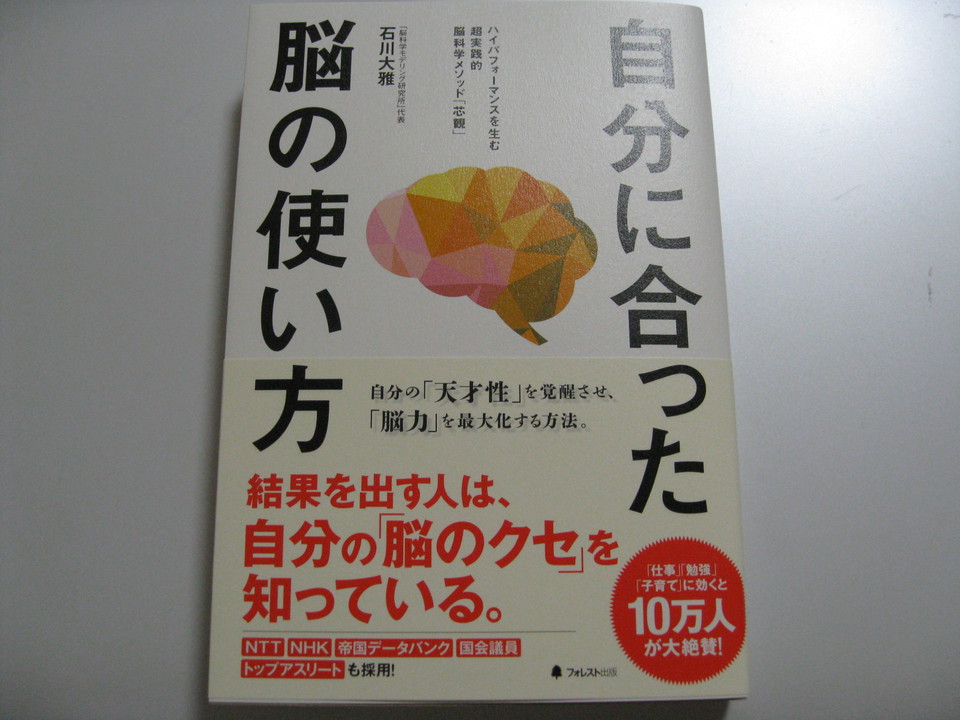 自分に合った
脳の使い方
ハイパフォーマンスを生む
超実践的
脳科学メソッド「芯観」
「脳科学モデリング研究所」代表
石川大雅
自分の「天才性」を覚醒させ、
「脳力」を最大化する方法。
結果を出す人は、
自分の「脳のクセ」を
知っている。
NTT NHK 帝国データバンク 国会議員
トップアスリート も採用!
「仕事」「勉強」
「子育て」に効くと
10万人
が大絶賛!
フォレスト出版